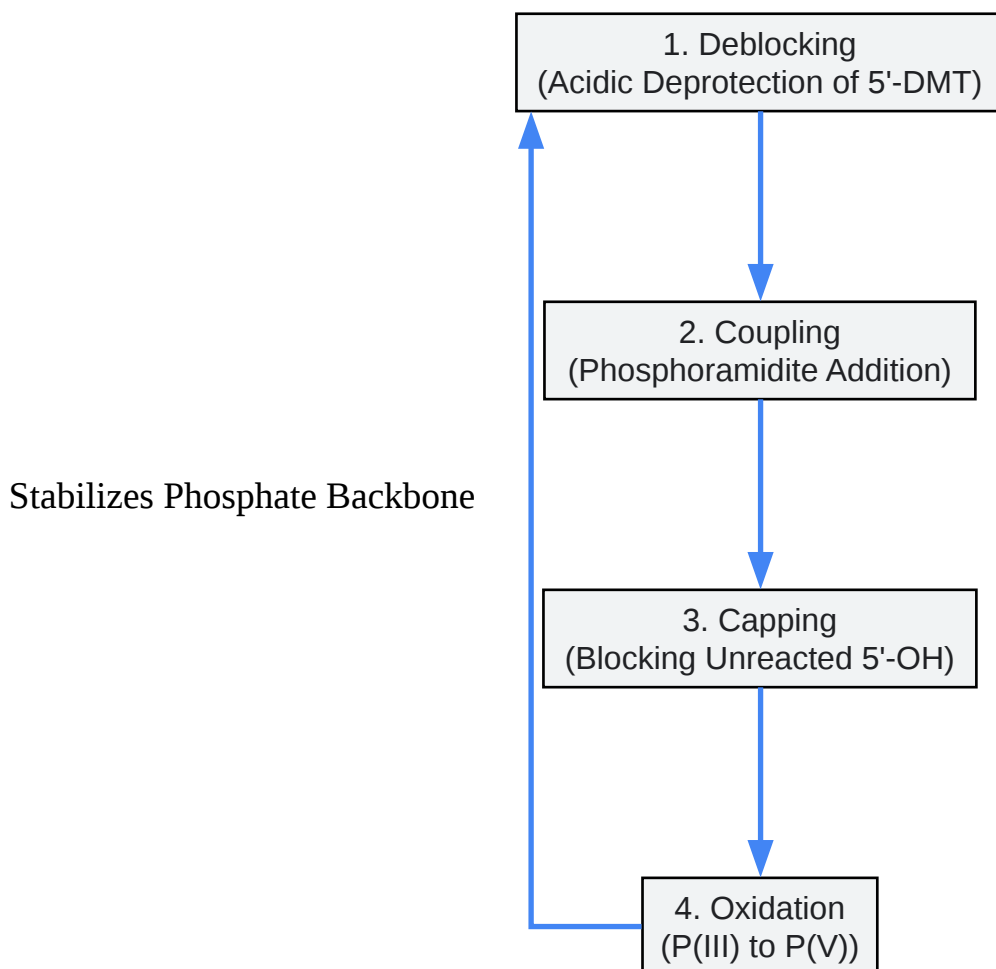 1. Deblocking
(Acidic Deprotection of 5'-DMT)
2. Coupling
(Phosphoramidite Addition)
Stabilizes Phosphate Backbone
3. Capping
(Blocking Unreacted 5'-OH)
4. Oxidation
(P(III) to P(V))